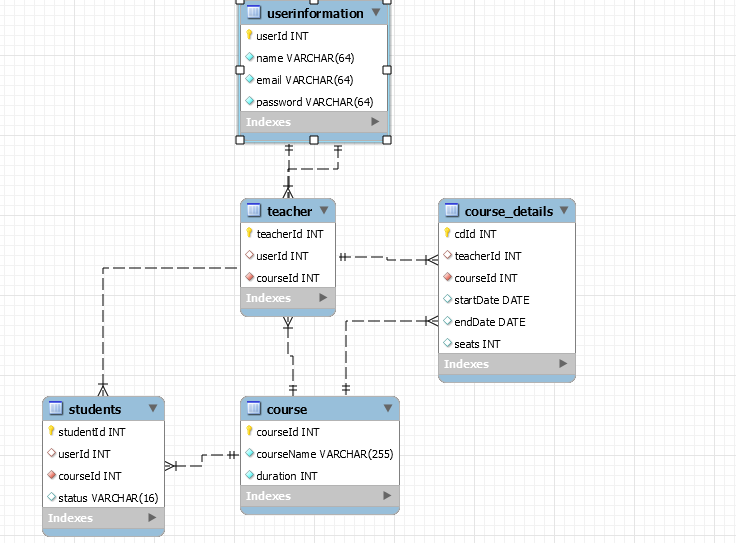 userinformation
userId INT
name VARCHAR(64)
email VARCHAR(64)
password VARCHAR(64)
Indexes
teacher
teacherId INT
userId INT
courseId INT
Indexes
course_details
cdId INT
teacherId INT
courseId INT
startDate DATE
endDate DATE
seats INT
Indexes
students
studentId INT
userId INT
courseId INT
status VARCHAR(16)
Indexes
course
courseId INT
courseName VARCHAR(255)
duration INT
Indexes